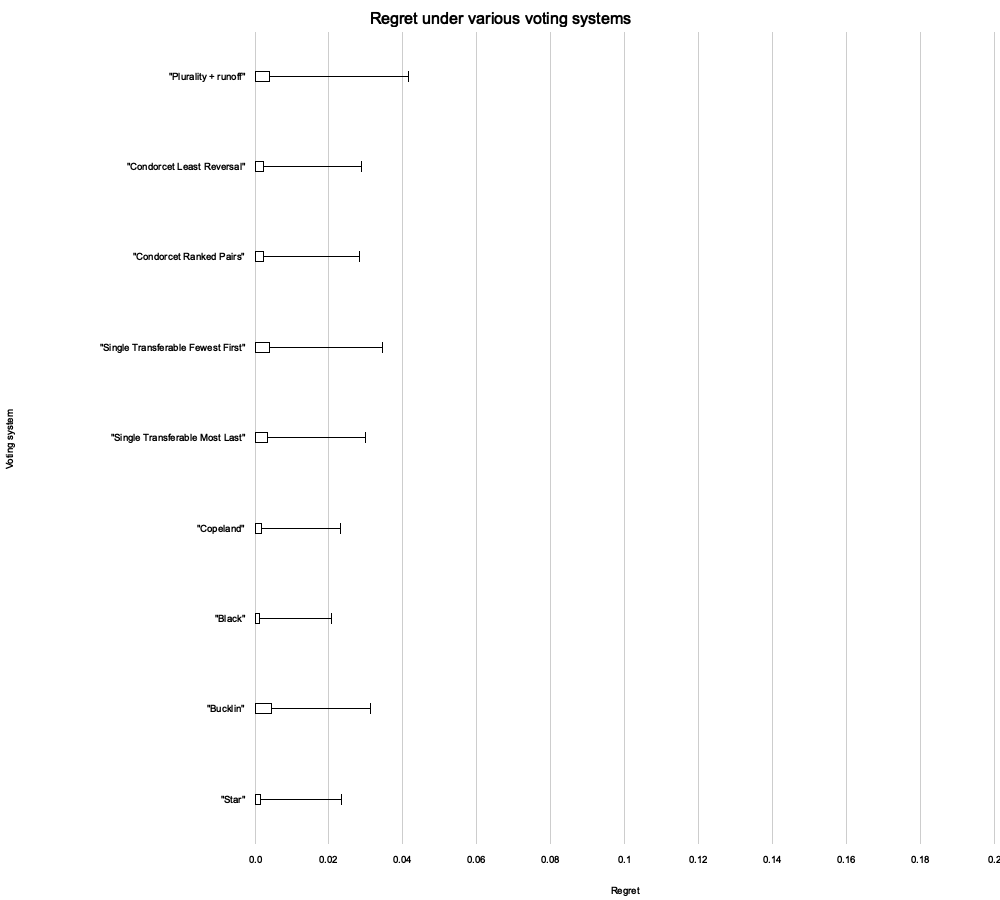 Regret under various voting systems
"Plurality + runoff"
"Condorcet Least Reversal"
"Condorcet Ranked Pairs"
"Single Transferable Fewest First"
"Single Transferable Most Last"
"Copeland"
"Black"
"Bucklin"
"Star"
Voting system
0.0 0.02 0.04 0.06 0.08 0.1 0.12 0.14 0.16 0.18 0.2
Regret